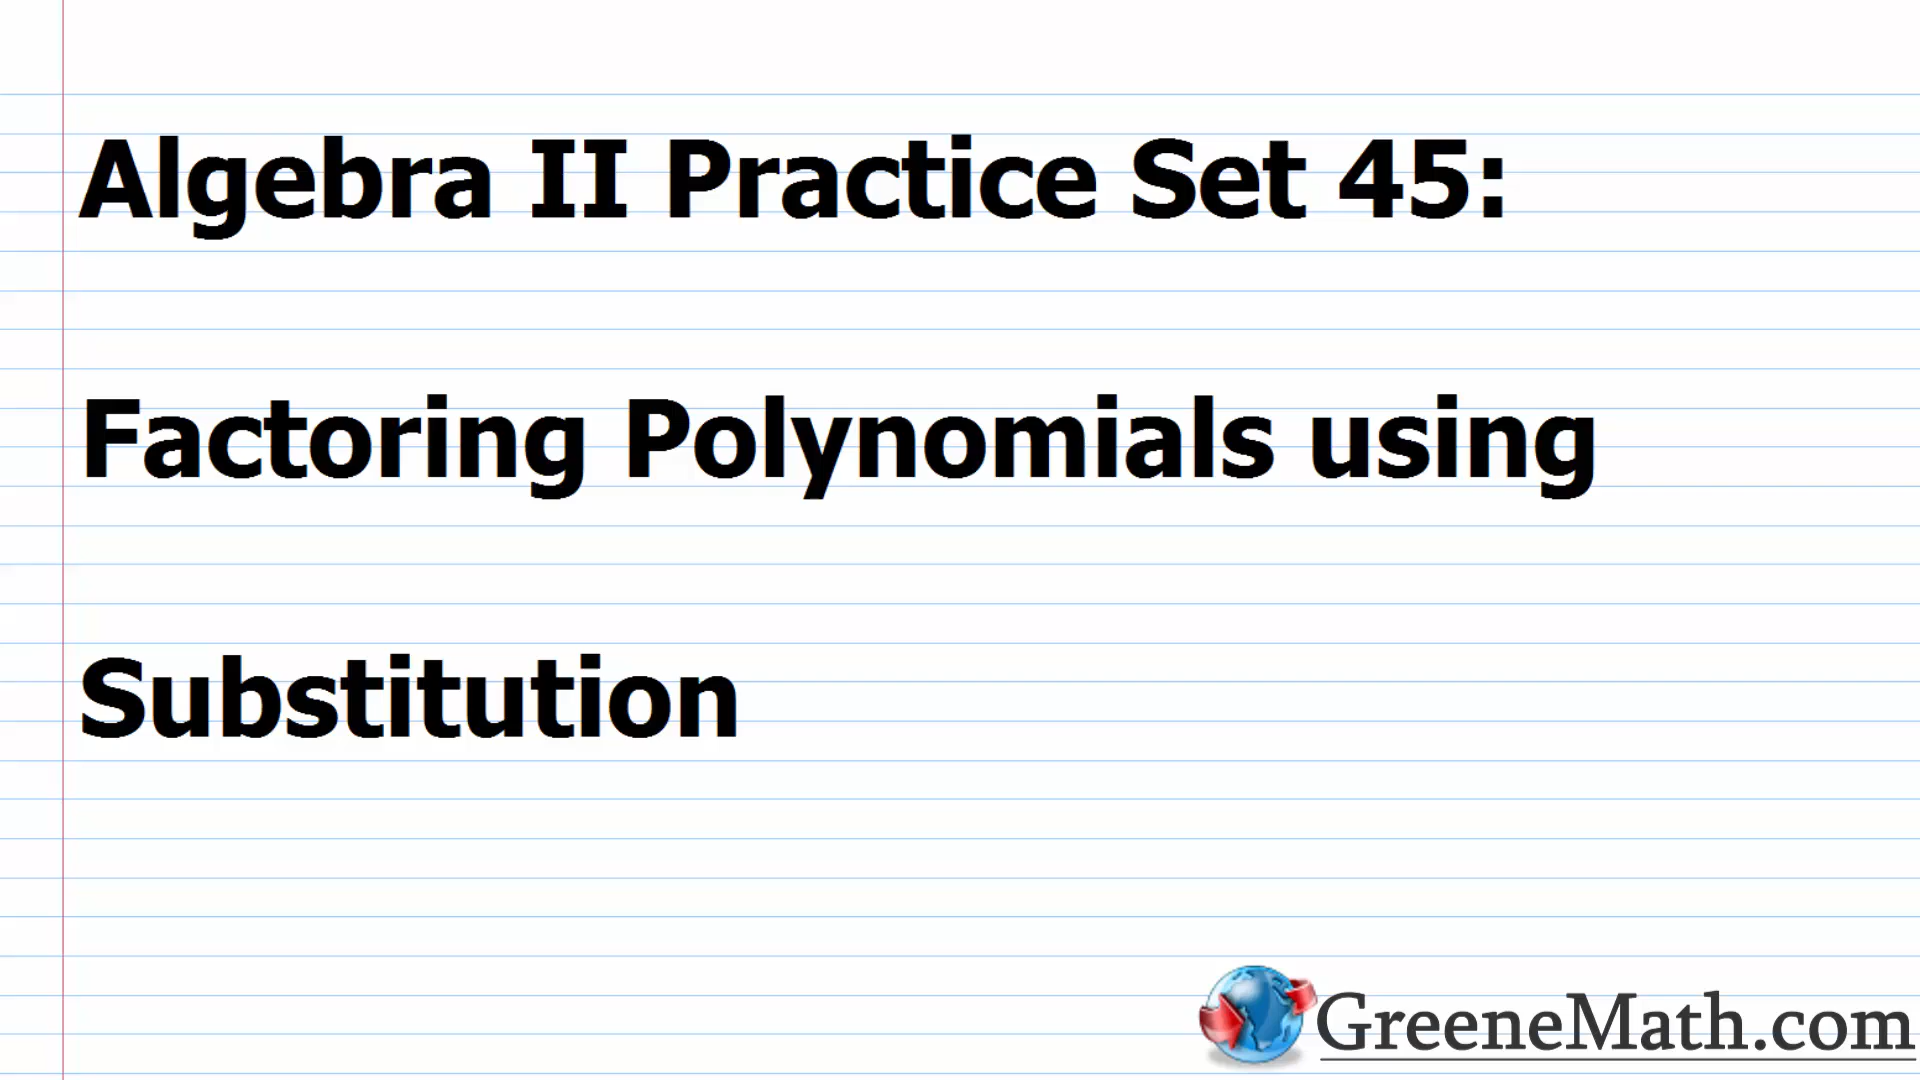 Algebra II Practice Set 45:
Factoring Polynomials using
Substitution
GreeneMath.com